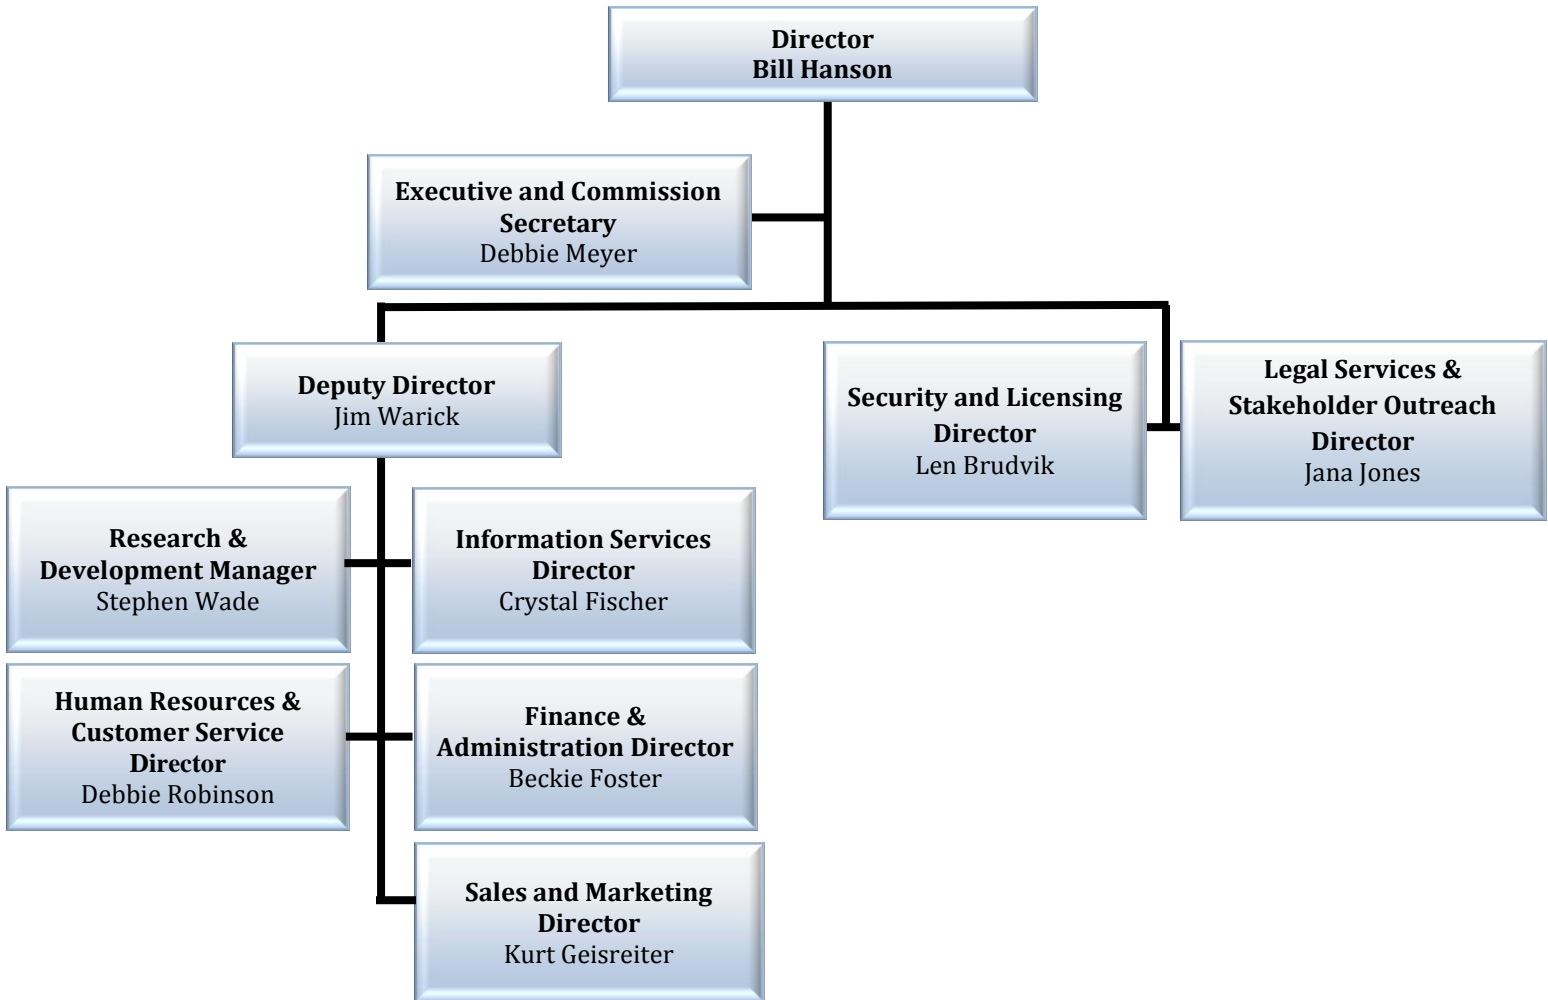 Director
Bill Hanson
Executive and Commission
Secretary
Debbie Meyer
Deputy Director
Jim Warick
Security and Licensing
Director
Len Brudvik
Legal Services &
Stakeholder Outreach
Director
Jana Jones
Research &
Development Manager
Stephen Wade
Information Services
Director
Crystal Fischer
Human Resources &
Customer Service
Director
Debbie Robinson
Finance &
Administration Director
Beckie Foster
Sales and Marketing
Director
Kurt Geisreiter